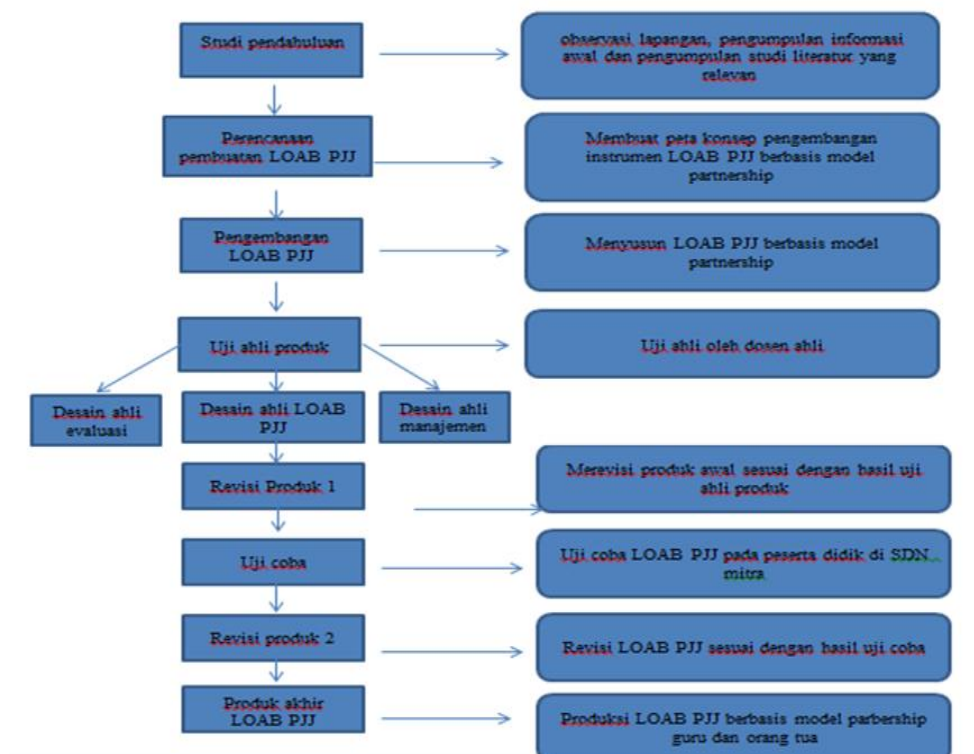 Studi pendahuluan
observasi lapangan, pengumpulan informasi
awal dan pengumpulan studi literatur yang
relevan
Perencanaan
pembuatan LOAB PJJ
Membuat peta konsep pengembangan
instrumen LOAB PJJ berbasis model
partnership
Pengembangan
LOAB PJJ
Menyusun LOAB PJJ berbasis model
partnership
Uji ahli produk
Uji ahli oleh dosen ahli
Desain ahli
evaluasi
Desain ahli LOAB
PJJ
Desain ahli
manajemen
Revisi Produk 1
Merevisi produk awal sesuai dengan hasil uji
ahli produk
Uji coba
Uji coba LOAB PJJ pada peserta didik di SDN
mitra
Revisi produk 2
Revisi LOAB PJJ sesuai dengan hasil uji coba
Produk akhir
LOAB PJJ
Produksi LOAB PJJ berbasis model parbership
guru dan orang tua